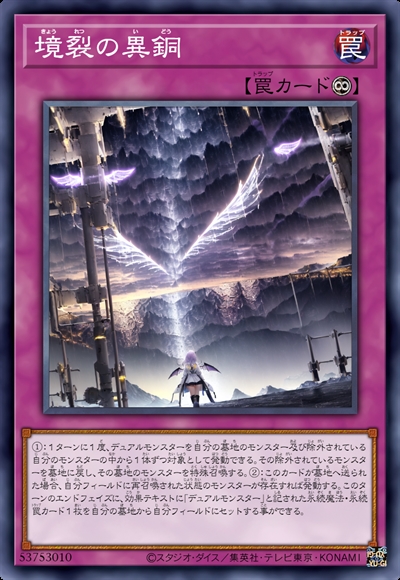 境裂の異銅
罠
【罠カード】
①：1ターンに1度、デュアルモンスターを自分の墓地のモンスター及び除外されている
自分のモンスターの中から1体ずつ対象として発動できる。その除外されているモンスタ
ーを墓地に戻し、その墓地のモンスターを特殊召喚する。②：このカードが墓地へ送られ
た場合、自分フィールドに再召喚された状態のモンスターが存在すれば発動できる。このタ
ーンのエンドフェイズに、効果テキストに「デュアルモンスター」と記された永続魔法・永続
罠カード1枚を自分の墓地から自分フィールドにセットする事ができる。
53753010
©スタジオ・ダイス／集英社・テレビ東京・KONAMI